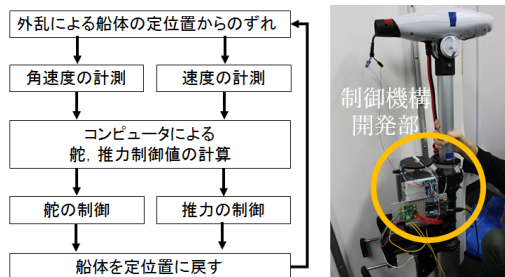 外乱による船体の定位置からのずれ
角速度の計測
速度の計測
コンピュータによる
舵，推力制御値の計算
舵の制御
推力の制御
船体を定位置に戻す
制御機構
開発部